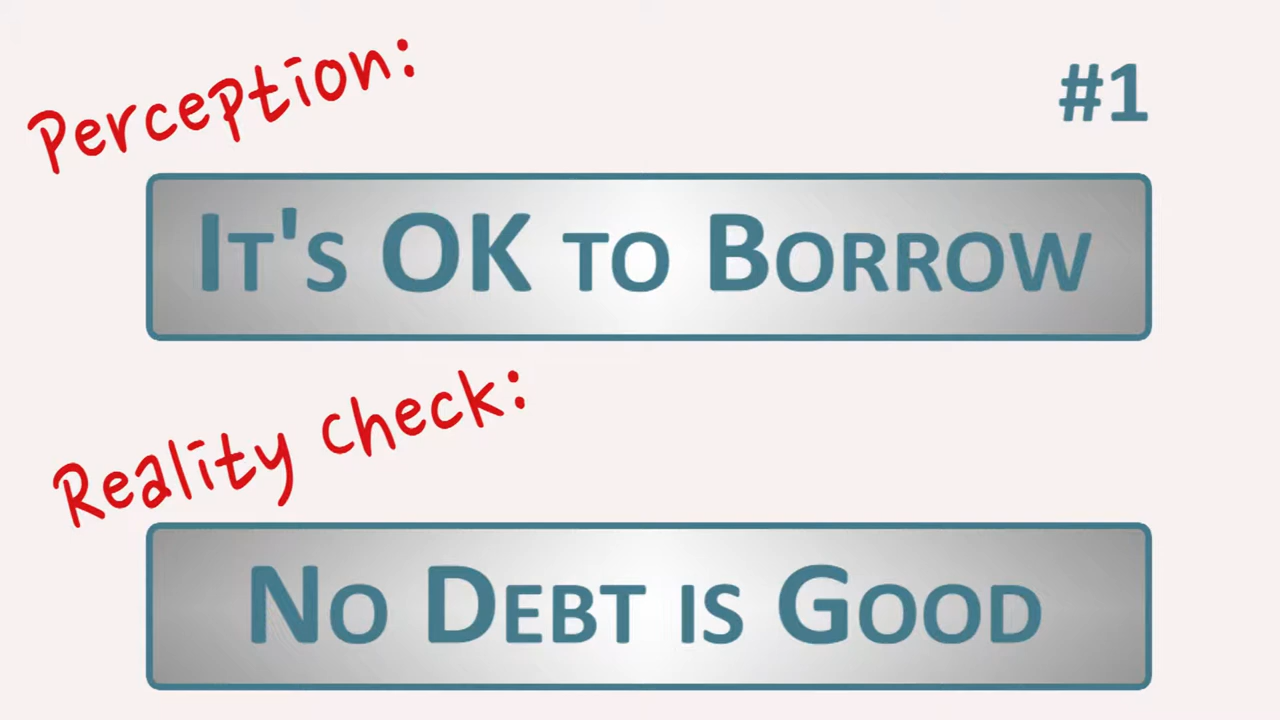 Perception:
#1
It's OK to Borrow
Reality check:
No Debt is Good